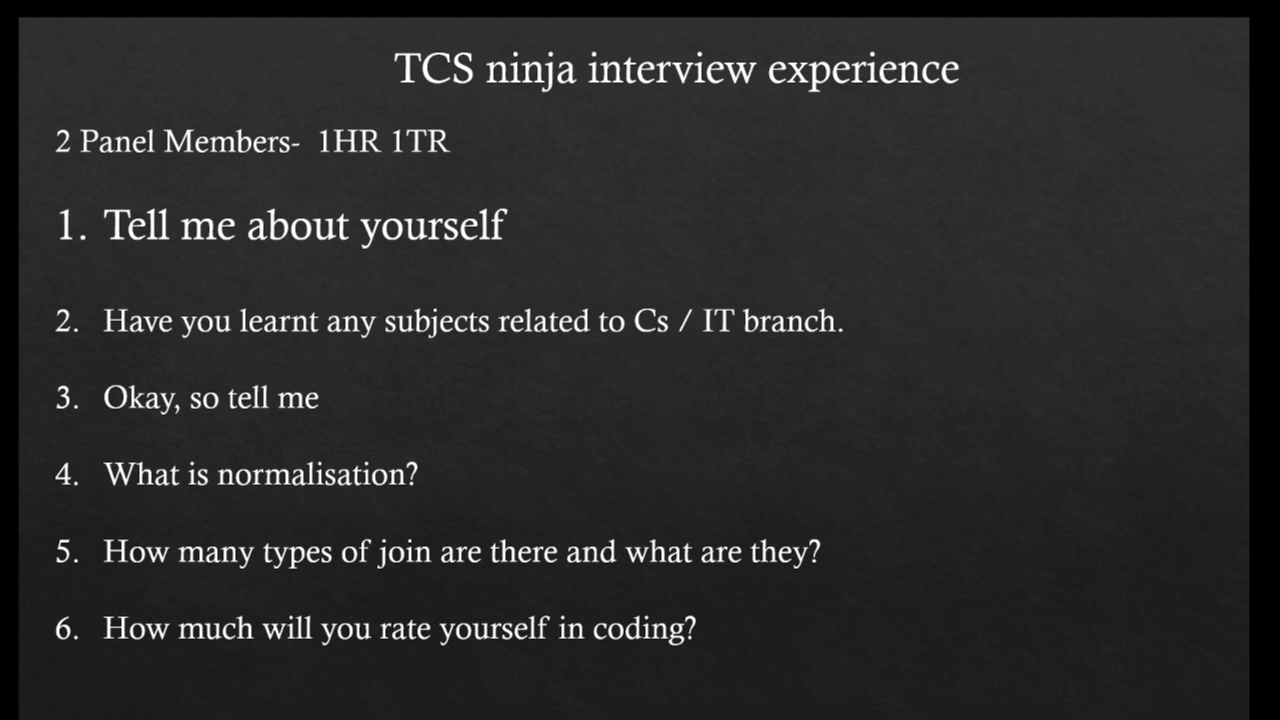 TCS ninja interview experience
2 Panel Members-  1HR 1TR
1. Tell me about yourself
2. Have you learnt any subjects related to Cs / IT branch.
3. Okay, so tell me
4. What is normalisation?
5. How many types of join are there and what are they?
6. How much will you rate yourself in coding?